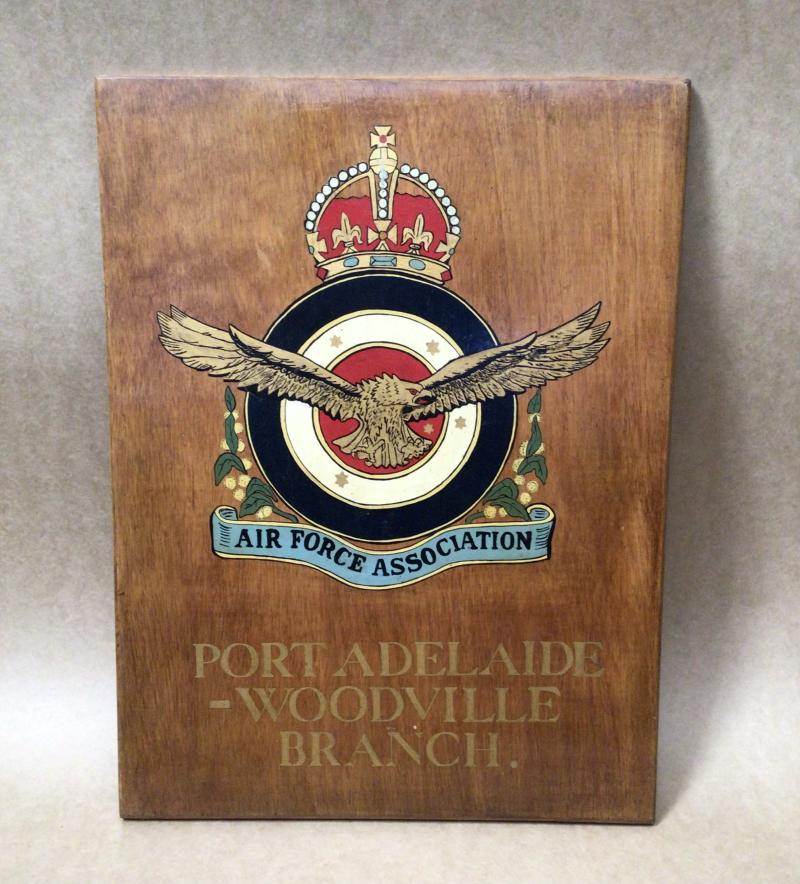 AIR FORCE ASSOCIATION
PORT ADELAIDE
-WOODVILLE
BRANCH.